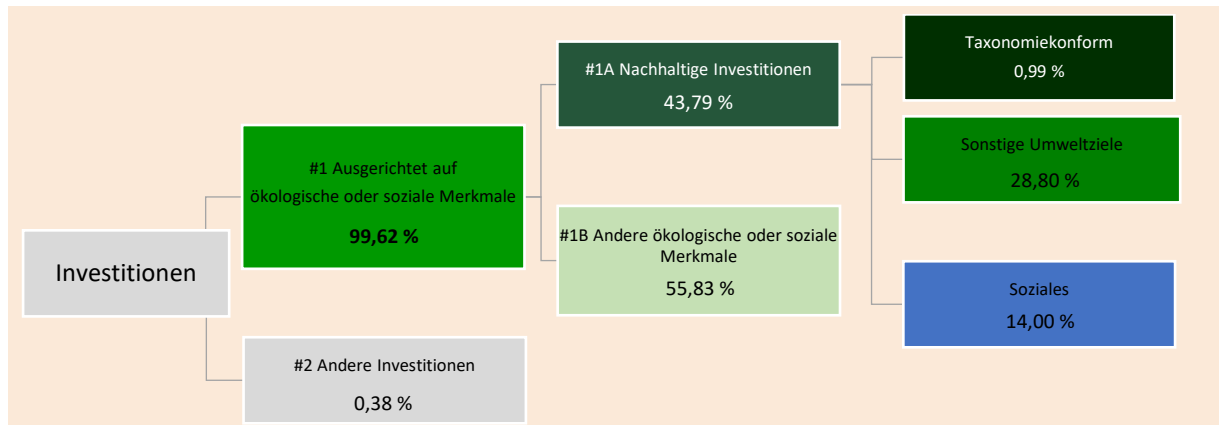 Investitionen
#1 Ausgerichtet auf
ökologische oder soziale Merkmale
99,62 %
#2 Andere Investitionen
0,38 %
#1A Nachhaltige Investitionen
43,79 %
#1B Andere ökologische oder soziale
Merkmale
55,83 %
Taxonomiekonform
0,99 %
Sonstige Umweltziele
28,80 %
Soziales
14,00 %